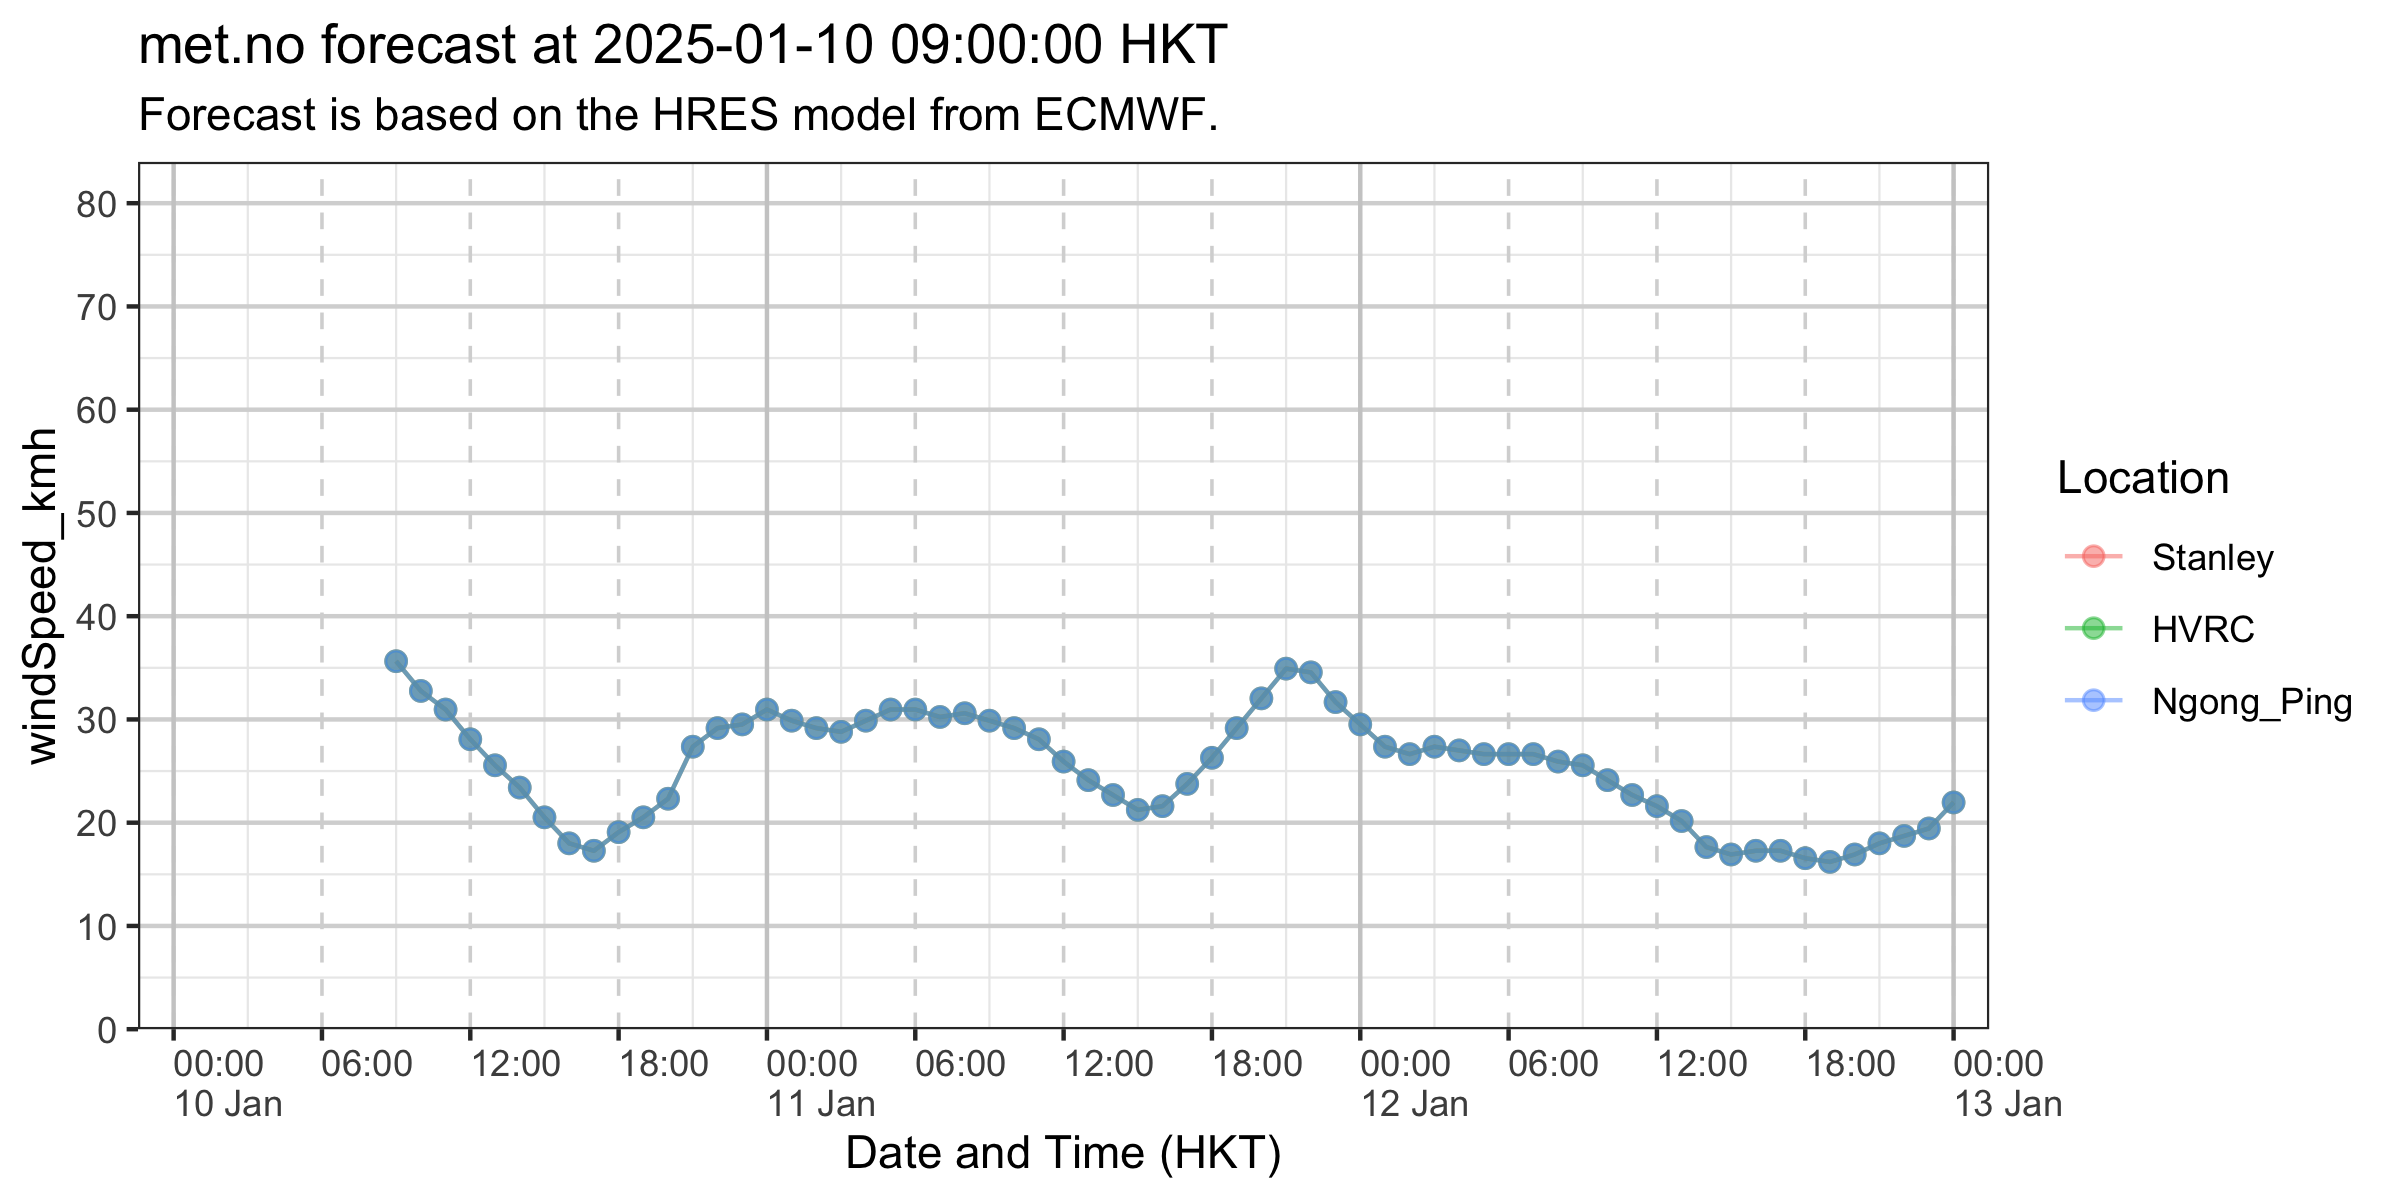 met.no forecast at 2025-01-10 09:00:00 HKT
Forecast is based on the HRES model from ECMWF.
windSpeed_kmh
80
70
60
50
40
30
20
10
0
00:00 06:00 12:00 18:00 00:00 06:00 12:00 18:00 00:00 06:00 12:00 18:00 00:00
10 Jan 11 Jan 12 Jan 13 Jan
Date and Time (HKT)
Location
Stanley
HVRC
Ngong_Ping